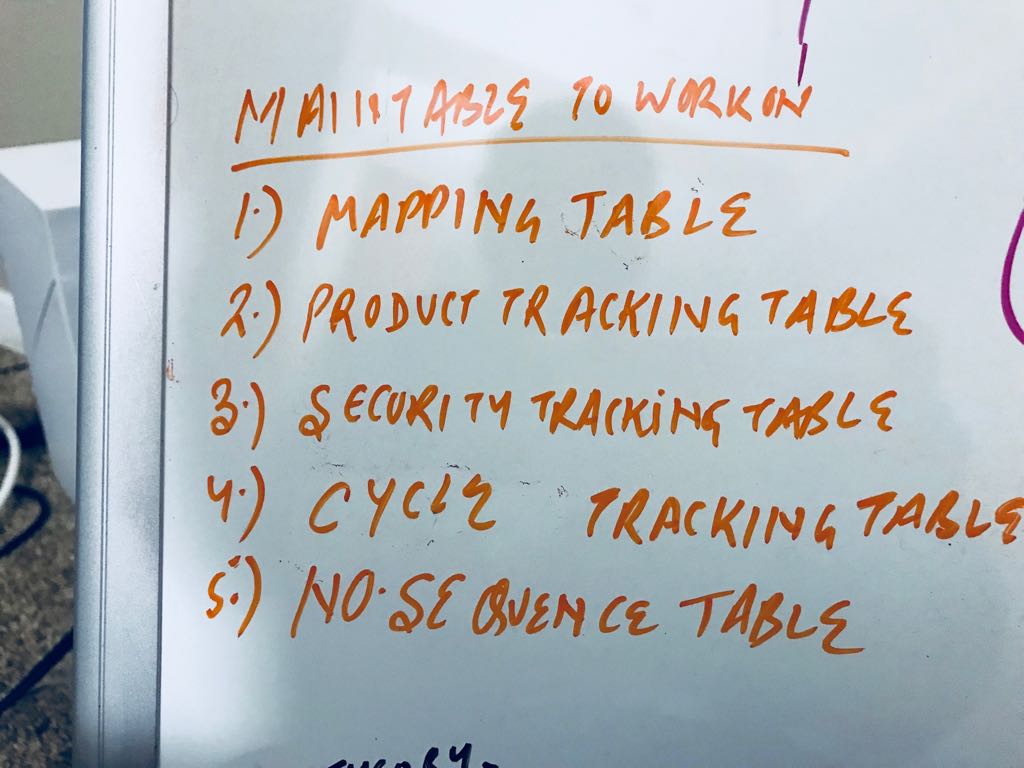 MAIN TABLE TO WORK ON
1.) MAPPING TABLE
2.) PRODUCT TRACKING TABLE
3.) SECURITY TRACKING TABLE
4.) CYCLE TRACKING TABLE
5.) NO. SEQUENCE TABLE